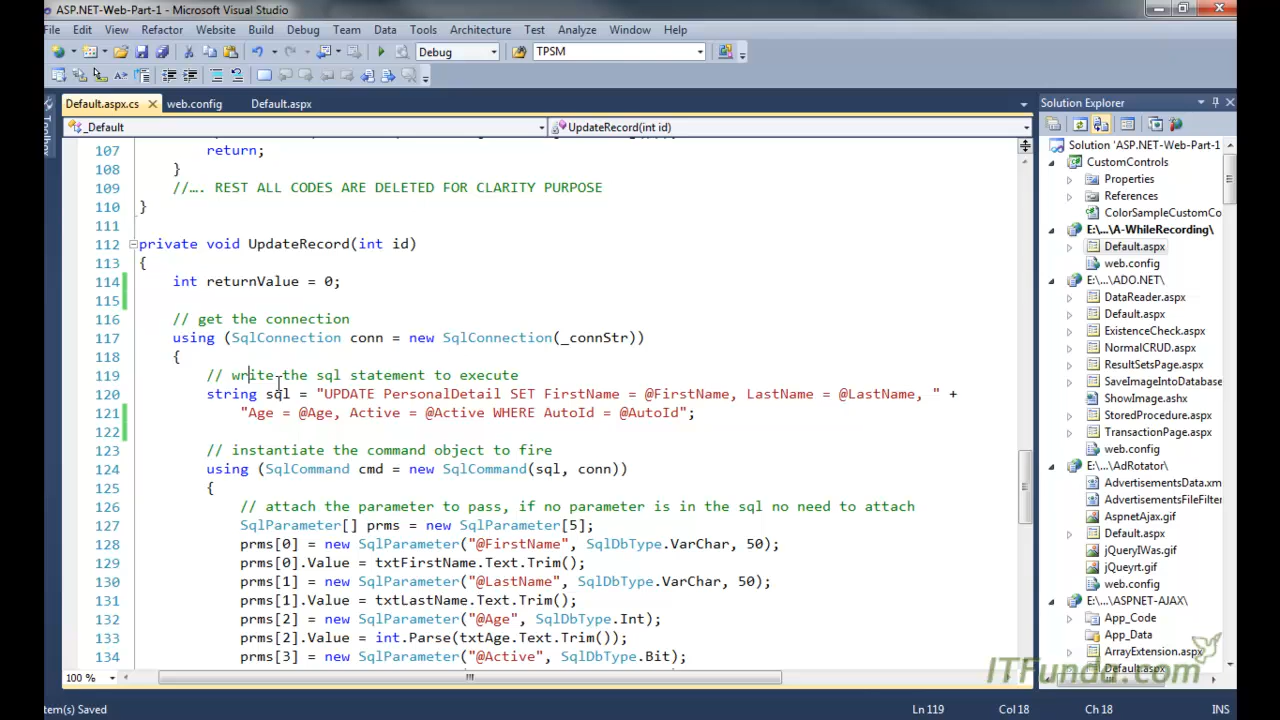 ASP.NET-Web-Part-1 - Microsoft Visual Studio
File Edit View Refactor Website Build Debug Team Data Tools Architecture Test Analyze Window Help
Debug TPSM
Default.aspx.cs web.config Default.aspx
_Default UpdateRecord(int id)
107 return;
108 }
109 //…. REST ALL CODES ARE DELETED FOR CLARITY PURPOSE
110 }
111
112 private void UpdateRecord(int id)
113 {
114 int returnValue = 0;
115
116 // get the connection
117 using (SqlConnection conn = new SqlConnection(_connStr))
118 {
119 // write the sql statement to execute
120 string sql = "UPDATE PersonalDetail SET FirstName = @FirstName, LastName = @LastName, " +
121 "Age = @Age, Active = @Active WHERE AutoId = @AutoId";
122
123 // instantiate the command object to fire
124 using (SqlCommand cmd = new SqlCommand(sql, conn))
125 {
126 // attach the parameter to pass, if no parameter is in the sql no need to attach
127 SqlParameter[] prms = new SqlParameter[5];
128 prms[0] = new SqlParameter("@FirstName", SqlDbType.VarChar, 50);
129 prms[0].Value = txtFirstName.Text.Trim();
130 prms[1] = new SqlParameter("@LastName", SqlDbType.VarChar, 50);
131 prms[1].Value = txtLastName.Text.Trim();
132 prms[2] = new SqlParameter("@Age", SqlDbType.Int);
133 prms[2].Value = int.Parse(txtAge.Text.Trim());
134 prms[3] = new SqlParameter("@Active", SqlDbType.Bit);
100 %
Toolbox
Solution Explorer
Solution 'ASP.NET-Web-Part-1
CustomControls
Properties
References
ColorSampleCustomCo
E:\...\A-WhileRecording\
Default.aspx
web.config
E:\...\ADO.NET\
DataReader.aspx
Default.aspx
ExistenceCheck.aspx
NormalCRUD.aspx
ResultSetsPage.aspx
SaveImageIntoDatabase
ShowImage.ashx
StoredProcedure.aspx
TransactionPage.aspx
web.config
E:\...\AdRotator\
AdvertisementsData.xm
AdvertisementsFileFilter
AspnetAjax.gif
Default.aspx
jQueryIWas.gif
jQueyrt.gif
web.config
E:\...\ASPNET-AJAX\
App_Code
App_Data
ArrayExtension.aspx
Default.aspx
ITFunda.com
tem(s) Saved Ln 119 Col 18 Ch 18 INS